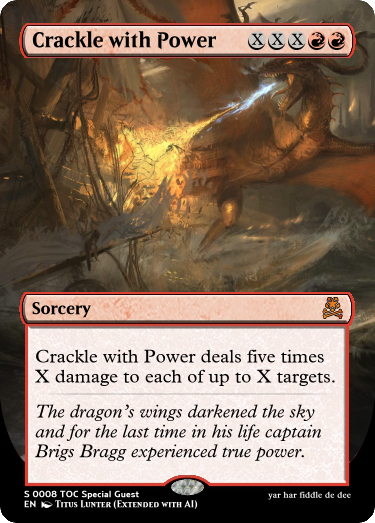 Crackle with Power XXX
Sorcery
Crackle with Power deals five times
X damage to each of up to X targets.
The dragon's wings darkened the sky
and for the last time in his life captain
Brigs Bragg experienced true power.
S 0008 TOC Special Guest
EN Titus Lunter (Extended with AI)
yar har fiddle de dee